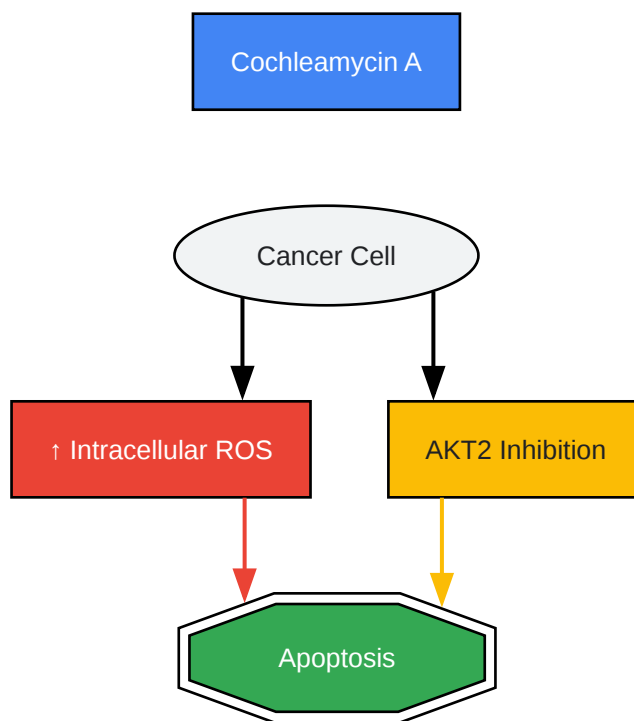 Cochleamycin A
Cancer Cell
↑ Intracellular ROS
AKT2 Inhibition
Apoptosis